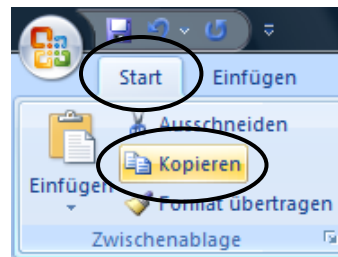 Start Einfügen
Ausschneiden
Kopieren
Einfügen
Format übertragen
Zwischenablage